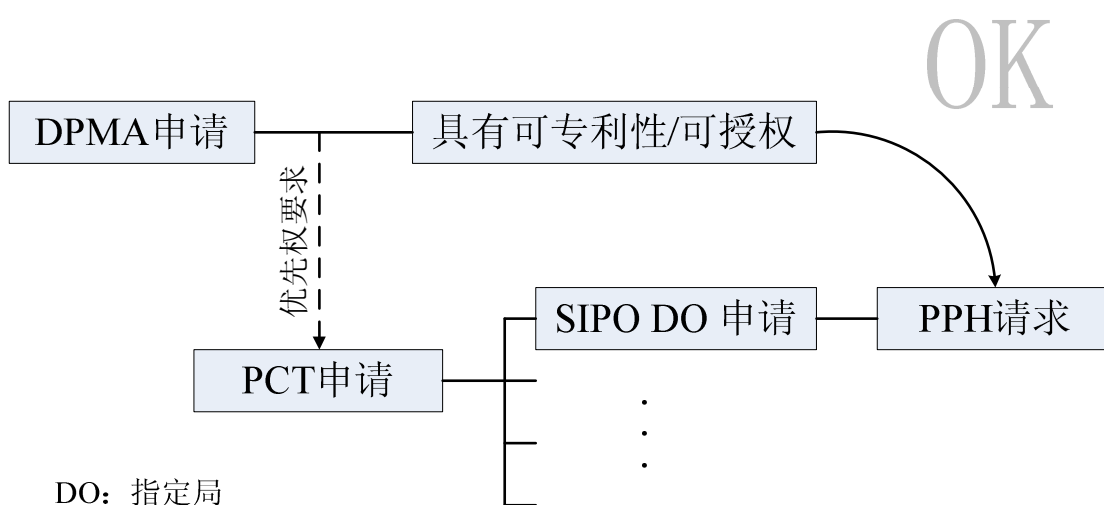 OK
DPMA申请
具有可专利性/可授权
优先权要求
SIPO DO 申请
PPH请求
PCT申请
DO：指定局